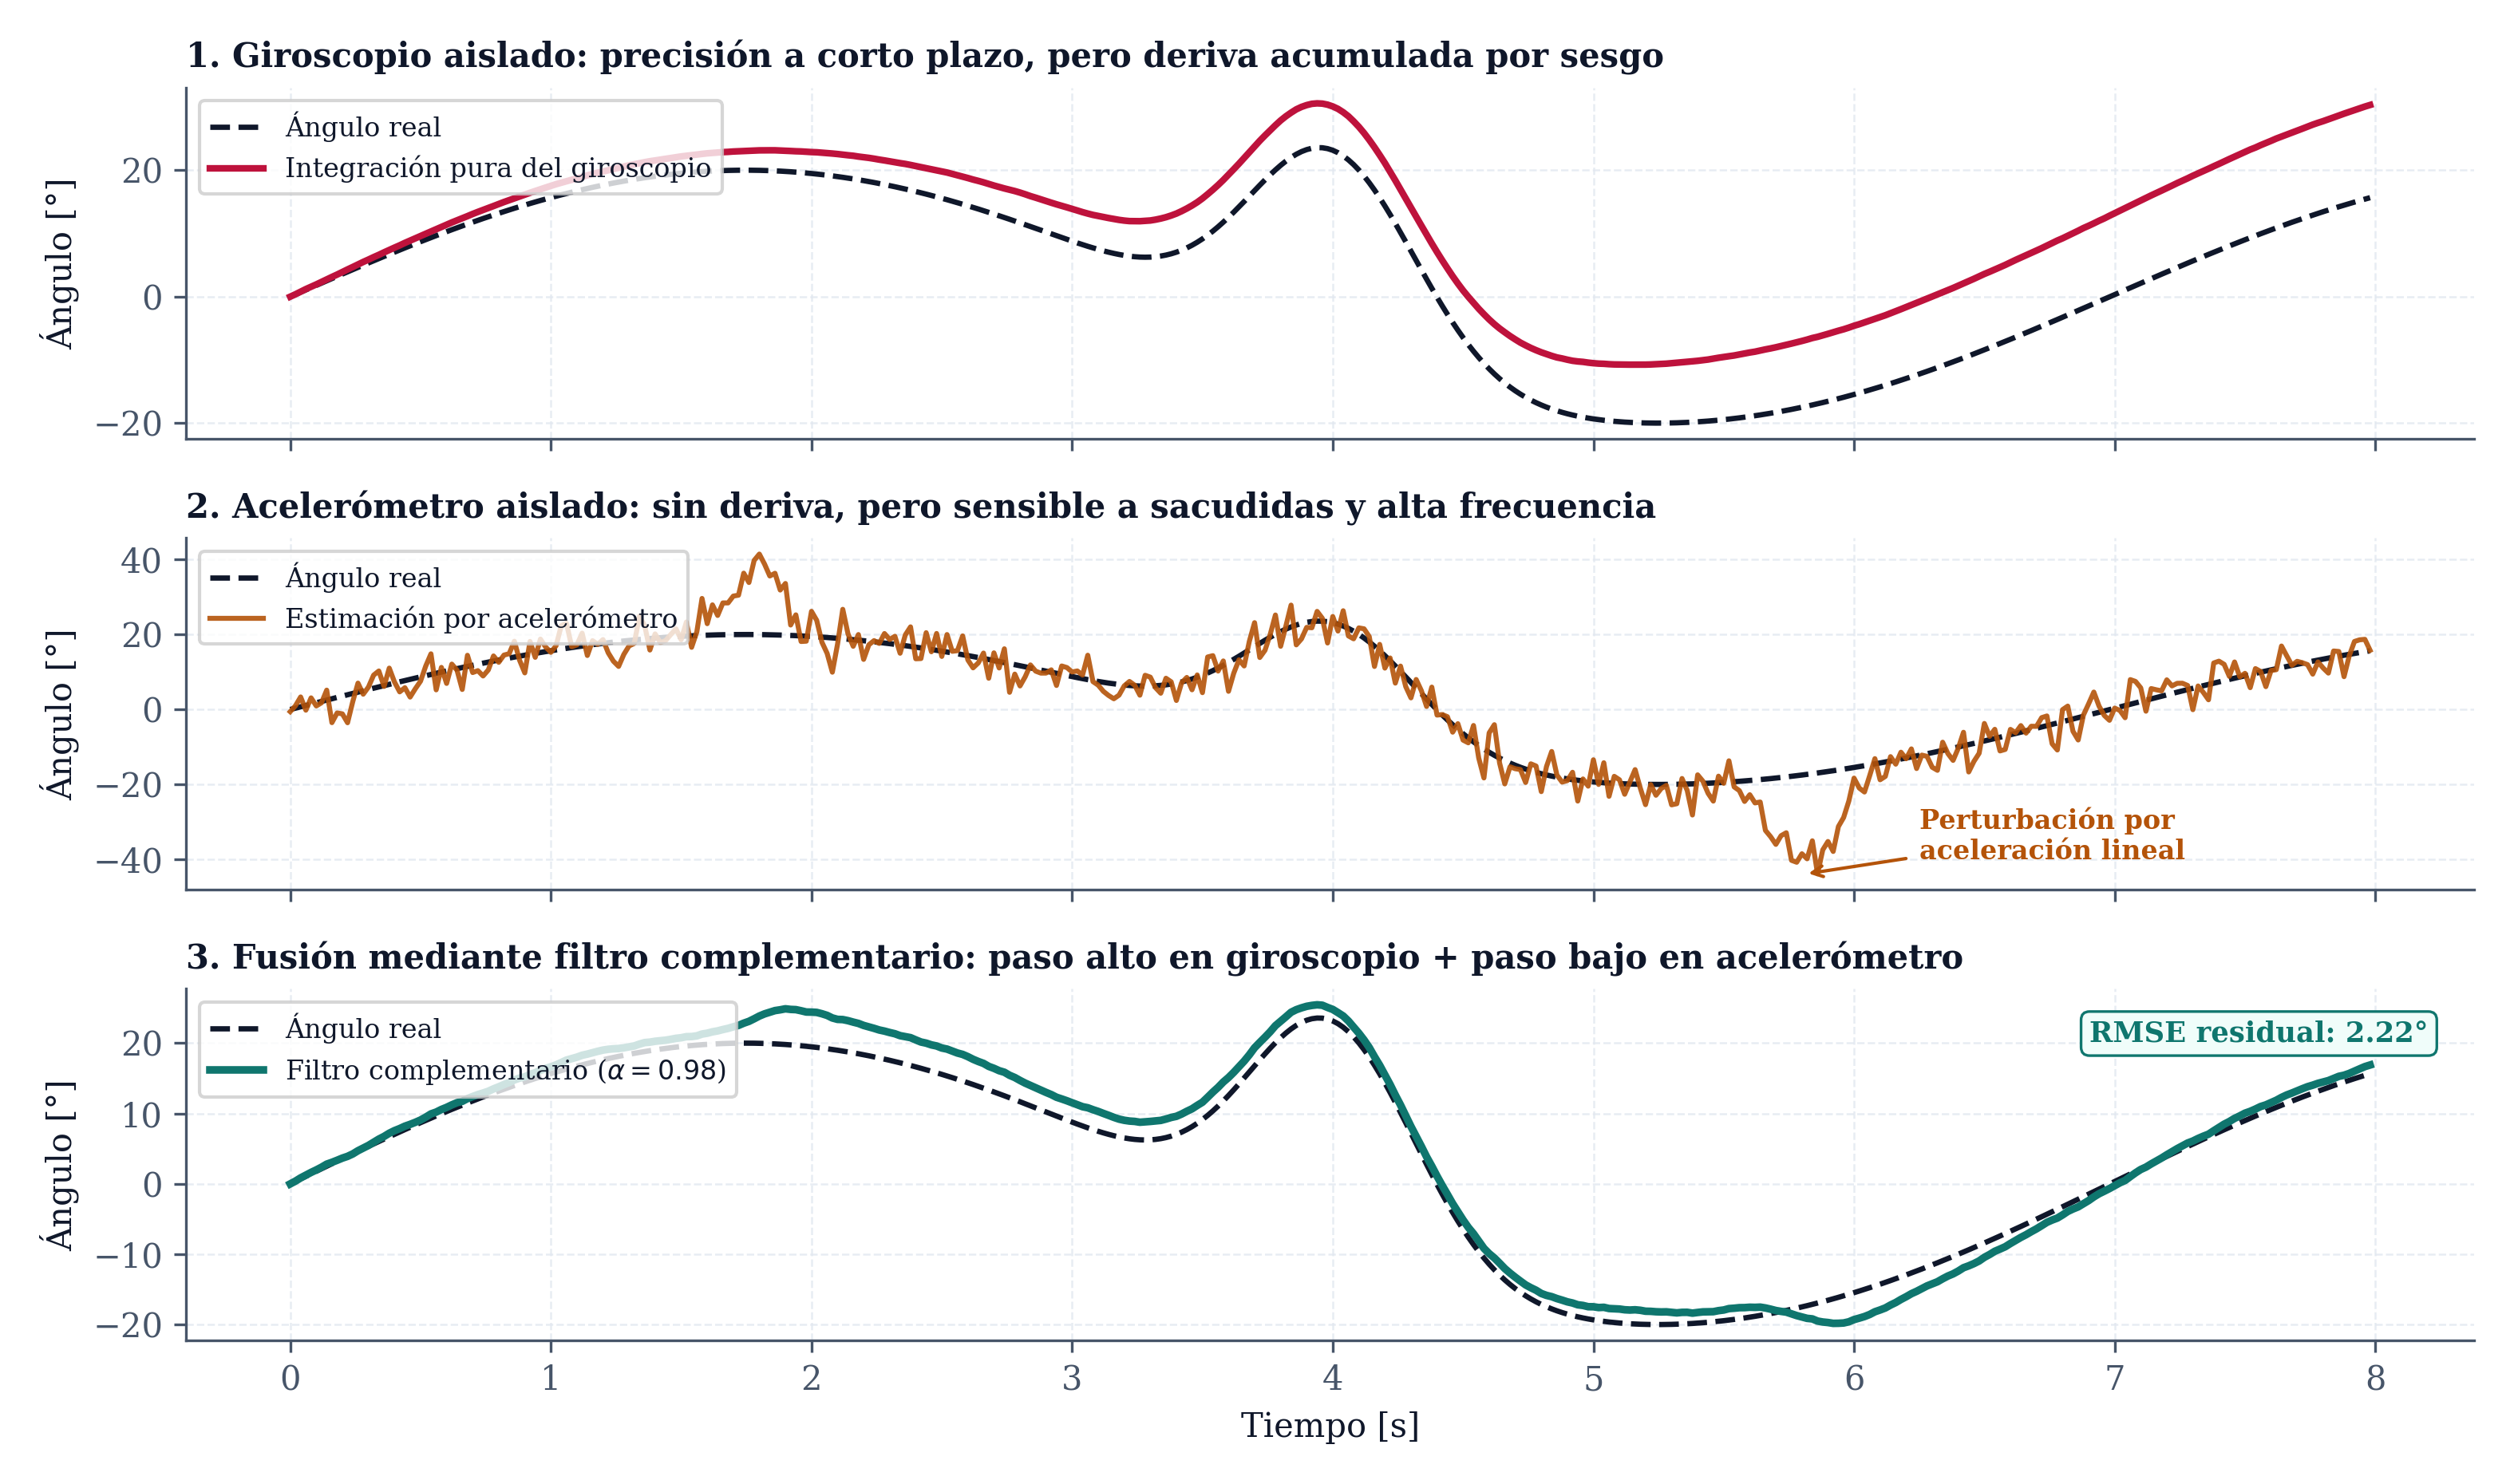 1. Giroscopio aislado: precisión a corto plazo, pero deriva acumulada por sesgo
Ángulo real
Integración pura del giroscopio
20
0
−20
Ángulo [°]
2. Acelerómetro aislado: sin deriva, pero sensible a sacudidas y alta frecuencia
Ángulo real
Estimación por acelerómetro
40
20
0
−20
−40
Ángulo [°]
Perturbación por
aceleración lineal
3. Fusión mediante filtro complementario: paso alto en giroscopio + paso bajo en acelerómetro
Ángulo real
Filtro complementario (α = 0.98)
RMSE residual: 2.22°
20
10
0
−10
−20
Ángulo [°]
0 1 2 3 4 5 6 7 8
Tiempo [s]